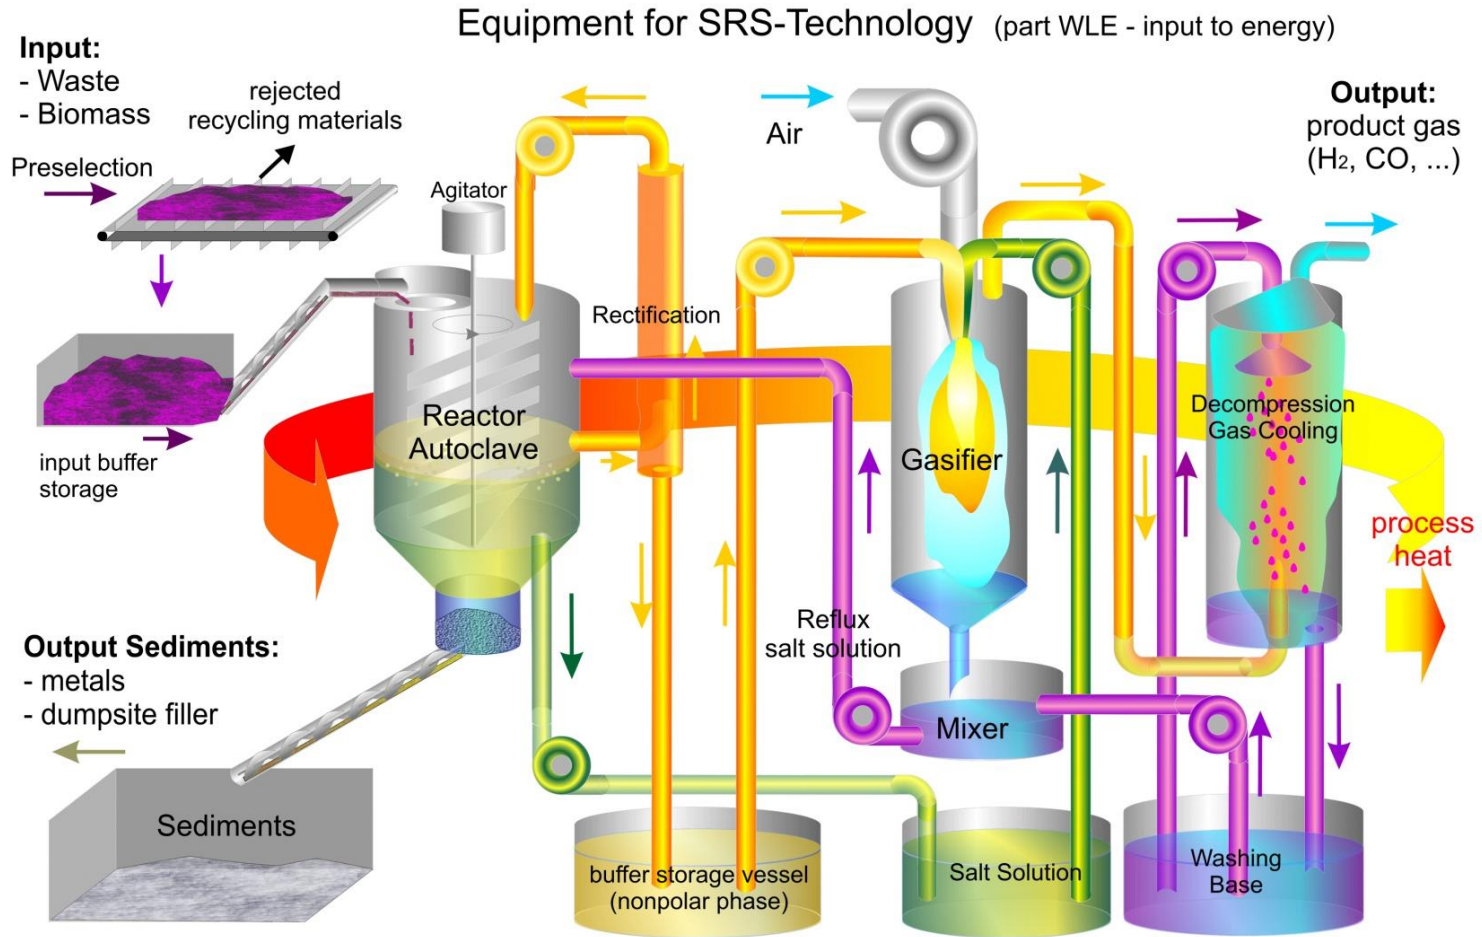 Equipment for SRS-Technology (part WLE - input to energy)
Input:
- Waste
- Biomass
rejected
recycling materials
Preselection
Agitator
Air
Output:
product gas
(H₂, CO, ...)
input buffer
storage
Reactor
Autoclave
Rectification
Gasifier
Decompression
Gas Cooling
process
heat
Reflux
salt solution
Output Sediments:
- metals
- dumpsite filler
Mixer
Sediments
buffer storage vessel
(nonpolar phase)
Salt Solution
Washing
Base